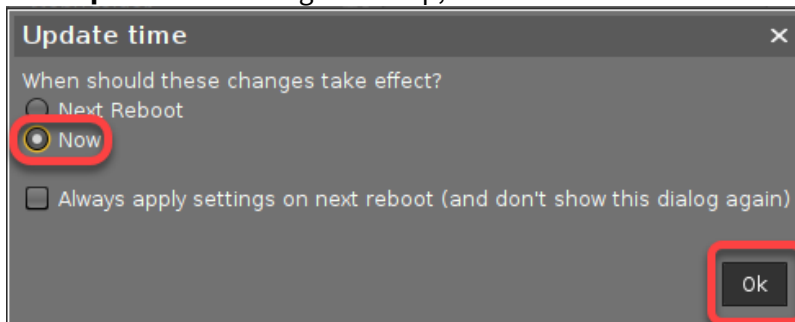 Update time
When should these changes take effect?
Next Reboot
Now
Always apply settings on next reboot (and don't show this dialog again)
Ok